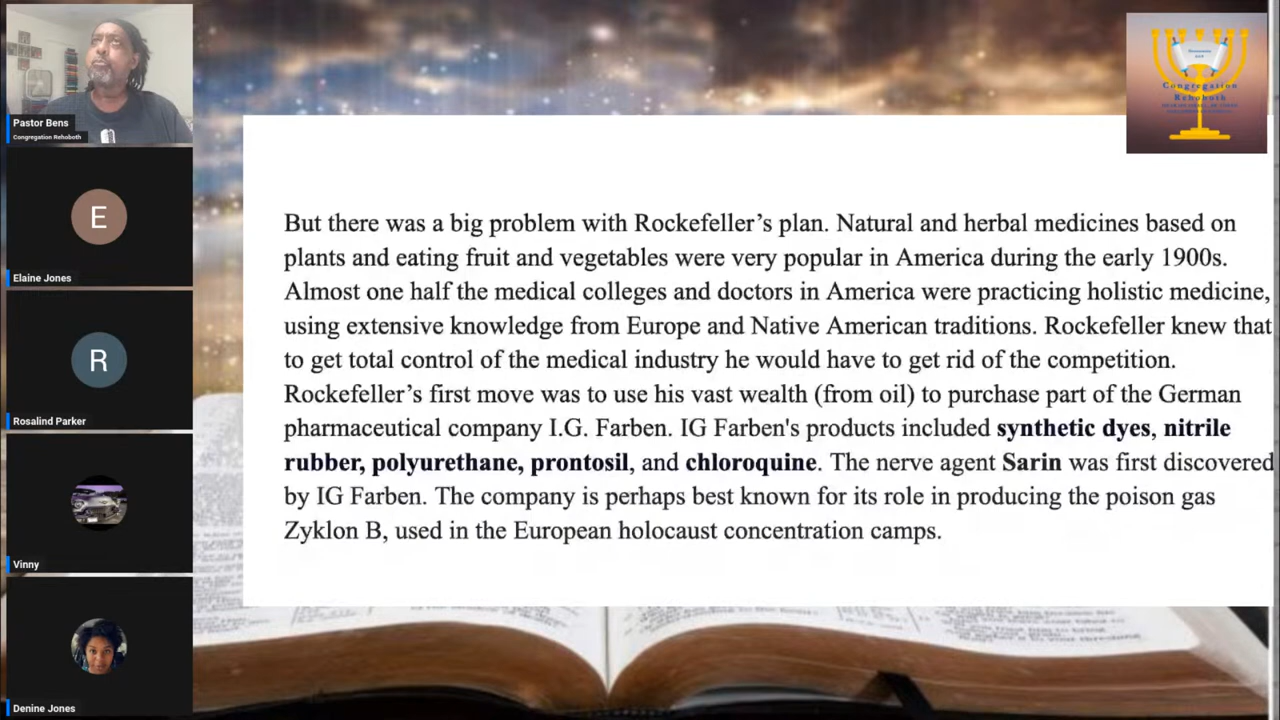 Pastor Bens
Congregation Rehoboth
E
Elaine Jones
R
Rosalind Parker
Vinny
Denine Jones
Congregation
Rehoboth
But there was a big problem with Rockefeller’s plan. Natural and herbal medicines based on
plants and eating fruit and vegetables were very popular in America during the early 1900s.
Almost one half the medical colleges and doctors in America were practicing holistic medicine,
using extensive knowledge from Europe and Native American traditions. Rockefeller knew that
to get total control of the medical industry he would have to get rid of the competition.
Rockefeller’s first move was to use his vast wealth (from oil) to purchase part of the German
pharmaceutical company I.G. Farben. IG Farben's products included synthetic dyes, nitrile
rubber, polyurethane, prontosil, and chloroquine. The nerve agent Sarin was first discovered
by IG Farben. The company is perhaps best known for its role in producing the poison gas
Zyklon B, used in the European holocaust concentration camps.